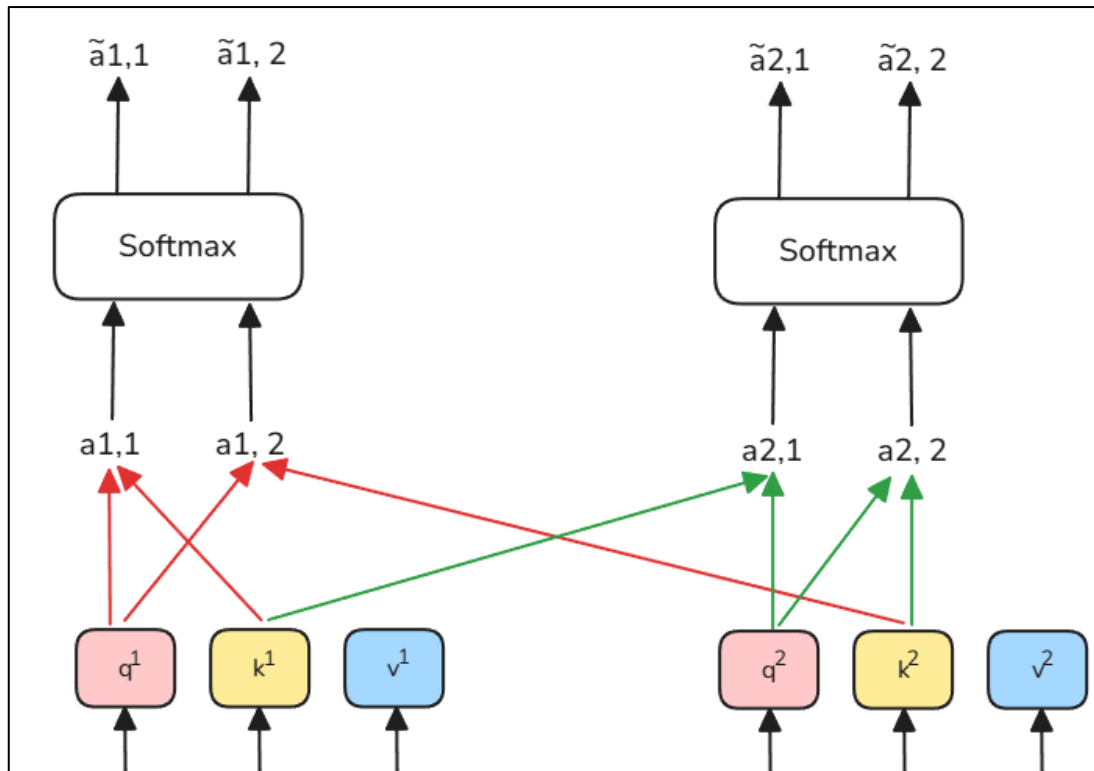 ã1,1 ã1, 2 ã2,1 ã2, 2
Softmax Softmax
a1,1 a1, 2 a2,1 a2, 2
q¹ k¹ v¹ q² k² v²